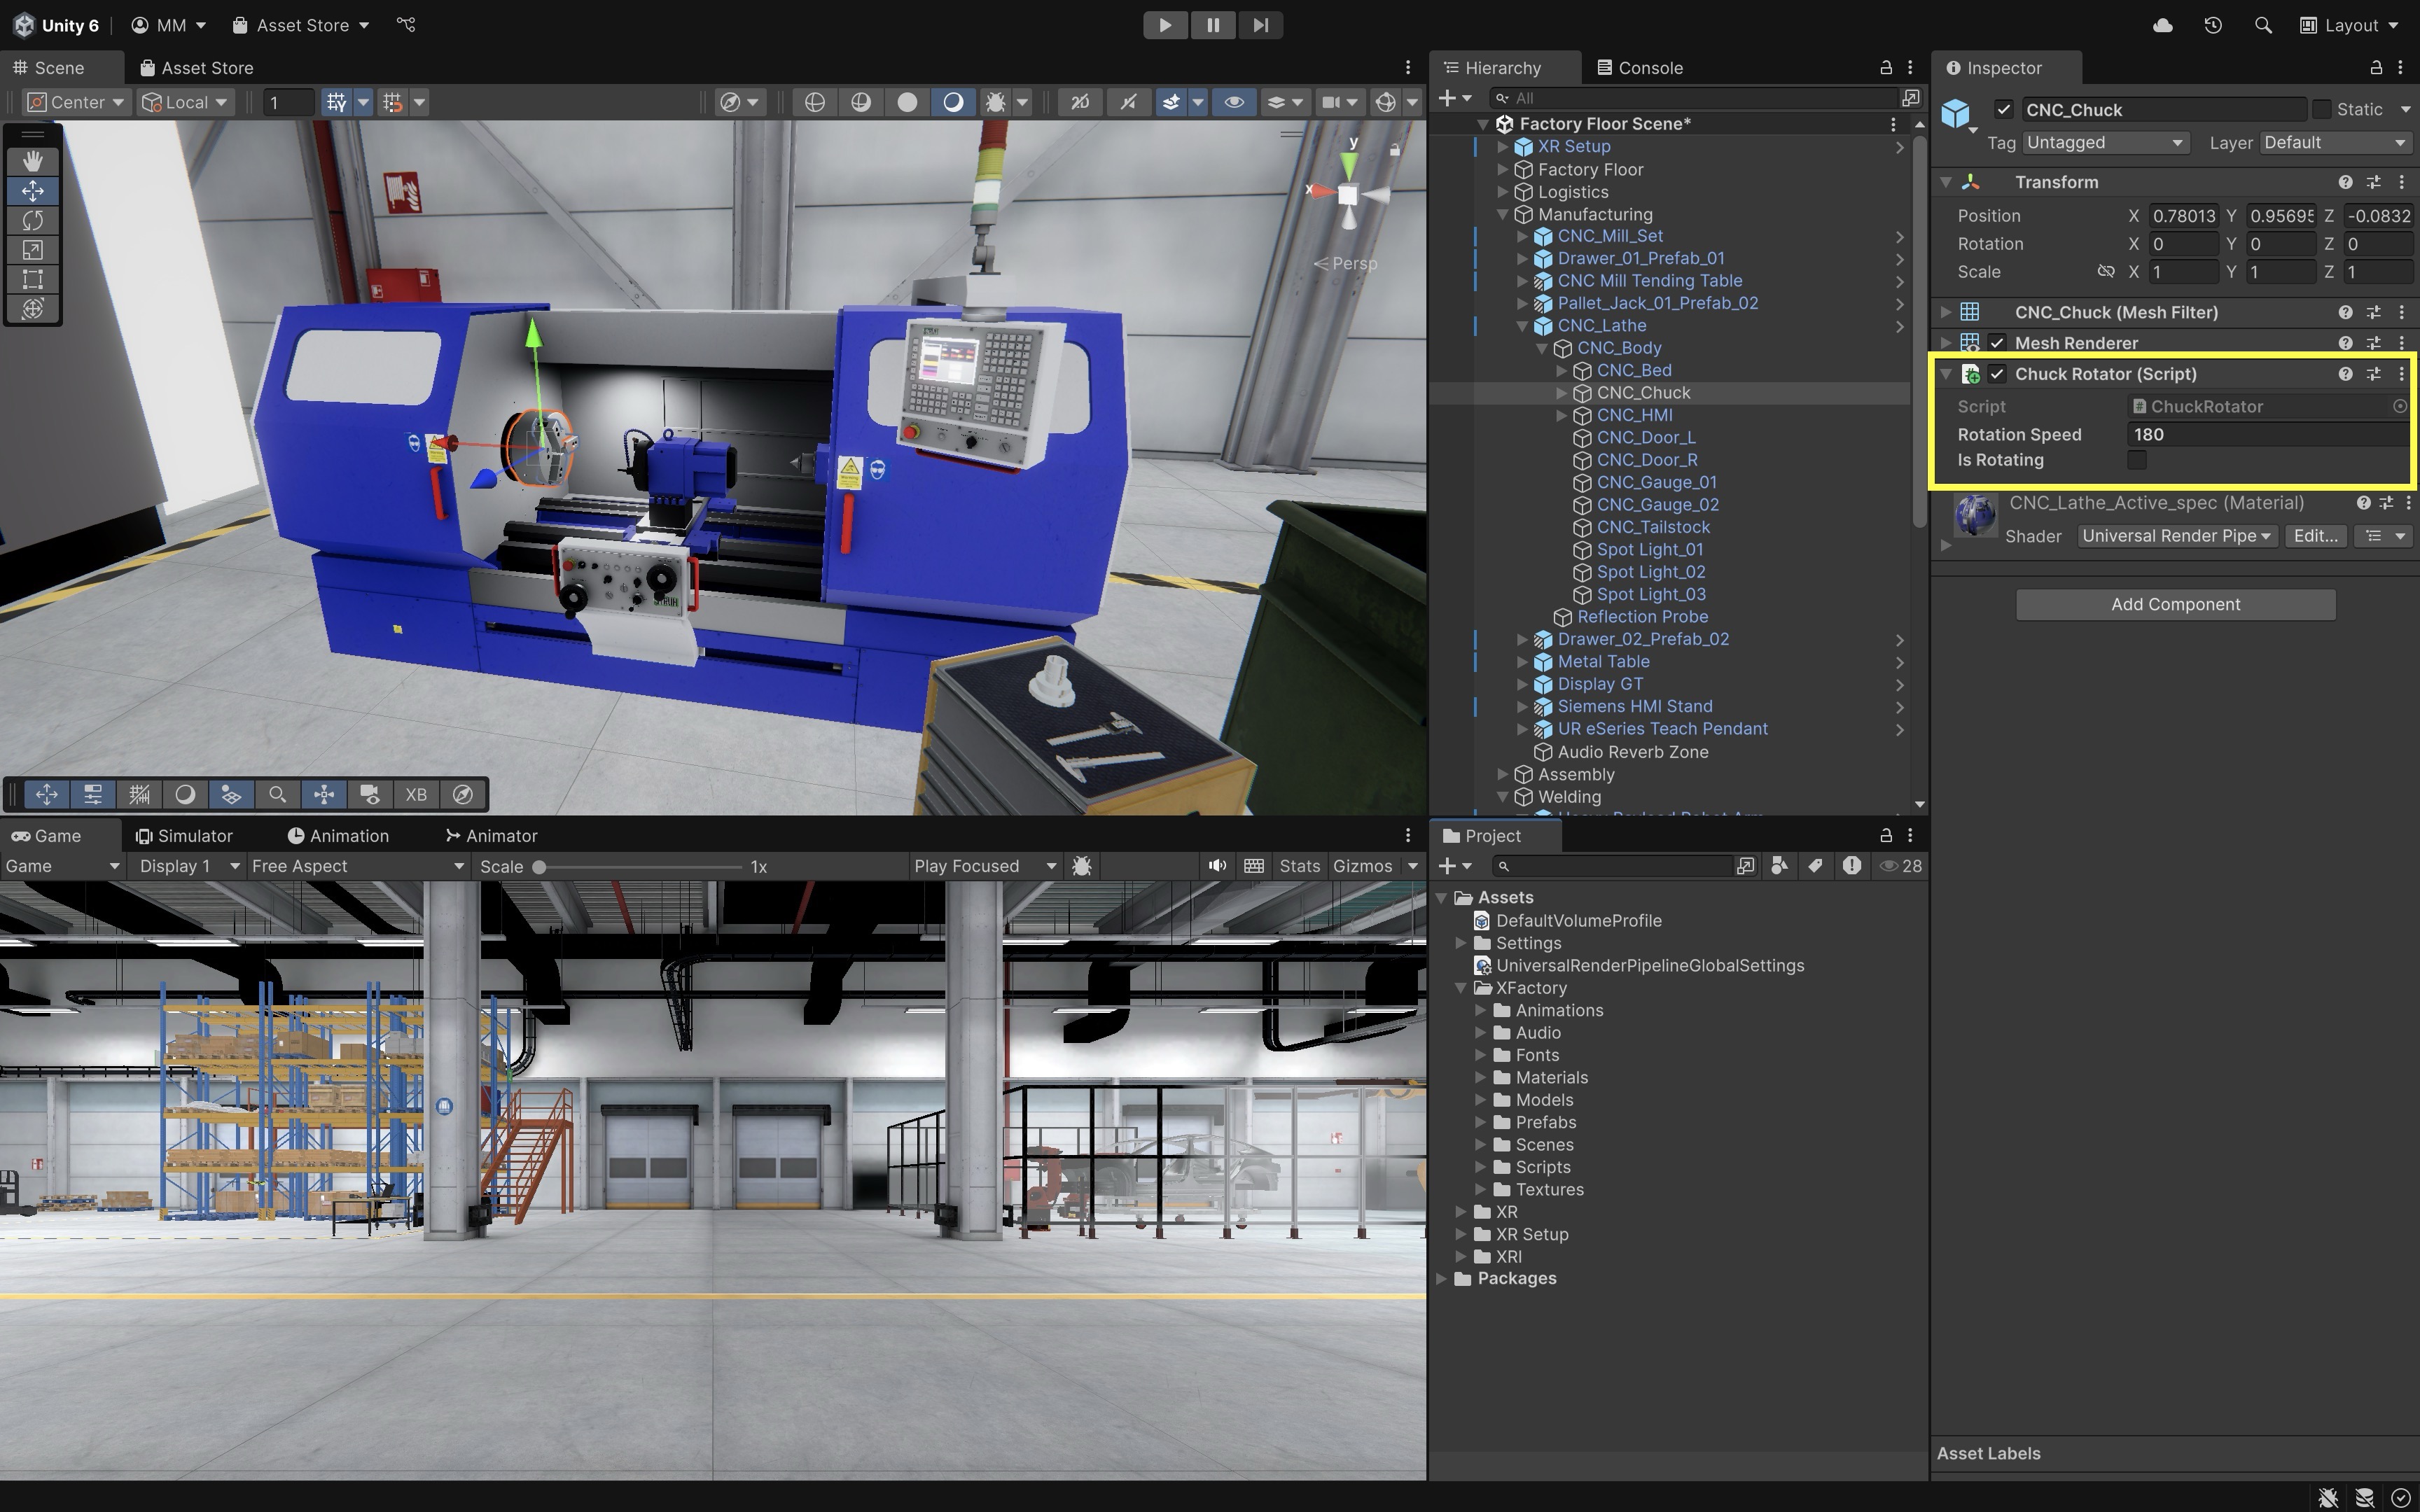 Unity 6
MM
Asset Store
Layout
Scene
Asset Store
Center
Local
1
2D
y
x
Persp
XB
Game
Simulator
Animation
Animator
Game
Display 1
Free Aspect
Scale
1x
Play Focused
Stats
Gizmos
Hierarchy
Console
All
Factory Floor Scene*
XR Setup
Factory Floor
Logistics
Manufacturing
CNC_Mill_Set
Drawer_01_Prefab_01
CNC Mill Tending Table
Pallet_Jack_01_Prefab_02
CNC_Lathe
CNC_Body
CNC_Bed
CNC_Chuck
CNC_HMI
CNC_Door_L
CNC_Door_R
CNC_Gauge_01
CNC_Gauge_02
CNC_Tailstock
Spot Light_01
Spot Light_02
Spot Light_03
Reflection Probe
Drawer_02_Prefab_02
Metal Table
Display GT
Siemens HMI Stand
UR eSeries Teach Pendant
Audio Reverb Zone
Assembly
Welding
Project
28
Assets
DefaultVolumeProfile
Settings
UniversalRenderPipelineGlobalSettings
XFactory
Animations
Audio
Fonts
Materials
Models
Prefabs
Scenes
Scripts
Textures
XR
XR Setup
XRI
Packages
Inspector
CNC_Chuck
Static
Tag Untagged Layer Default
Transform
Position X 0.78013 Y 0.95695 Z -0.0832
Rotation X 0 Y 0 Z 0
Scale X 1 Y 1 Z 1
CNC_Chuck (Mesh Filter)
Mesh Renderer
Chuck Rotator (Script)
Script ChuckRotator
Rotation Speed 180
Is Rotating
CNC_Lathe_Active_spec (Material)
Shader Universal Render Pipe Edit...
Add Component
Asset Labels